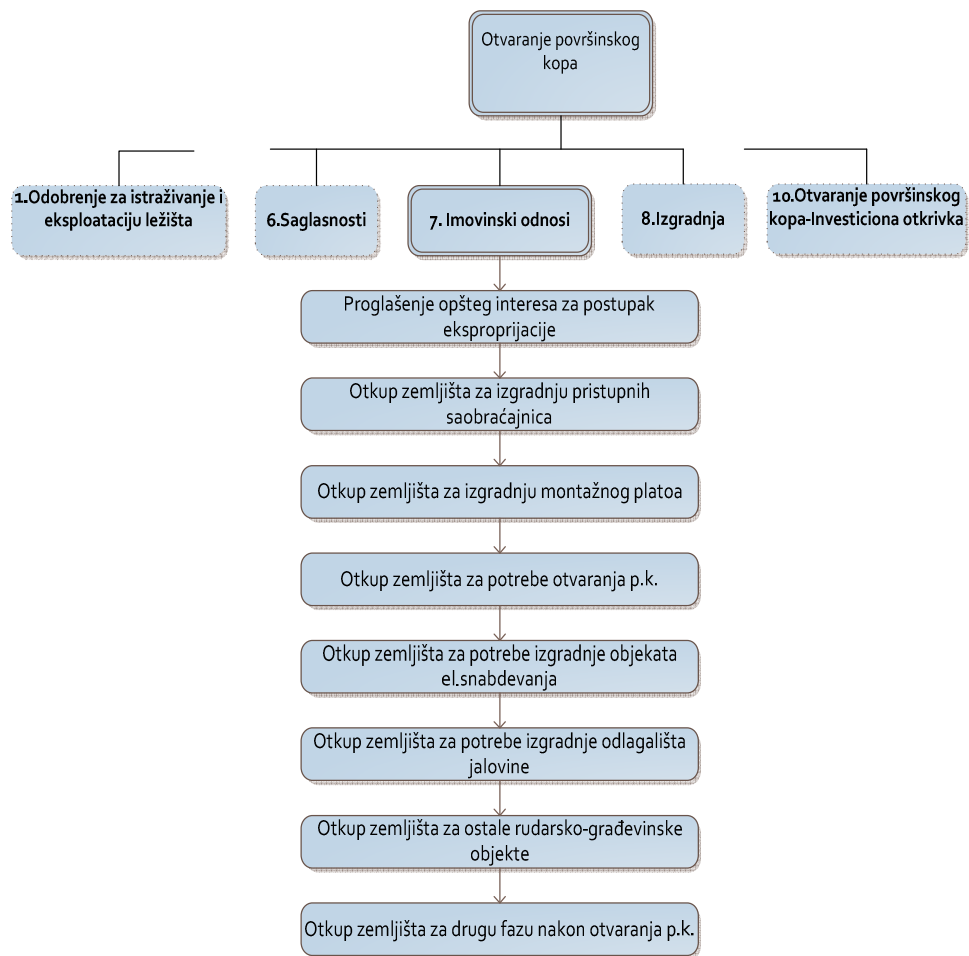 Otvaranje površinskog
kopa
1.Odobrenje za istraživanje i
eksploataciju ležišta
6.Saglasnosti
7. Imovinski odnosi
8.Izgradnja
10.Otvaranje površinskog
kopa-Investiciona otkrivka
Proglašenje opšteg interesa za postupak
eksproprijacije
Otkup zemljišta za izgradnju pristupnih
saobraćajnica
Otkup zemljišta za izgradnju montažnog platoa
Otkup zemljišta za potrebe otvaranja p.k.
Otkup zemljišta za potrebe izgradnje objekata
el.snabdevanja
Otkup zemljišta za potrebe izgradnje odlagališta
jalovine
Otkup zemljišta za ostale rudarsko-građevinske
objekte
Otkup zemljišta za drugu fazu nakon otvaranja p.k.